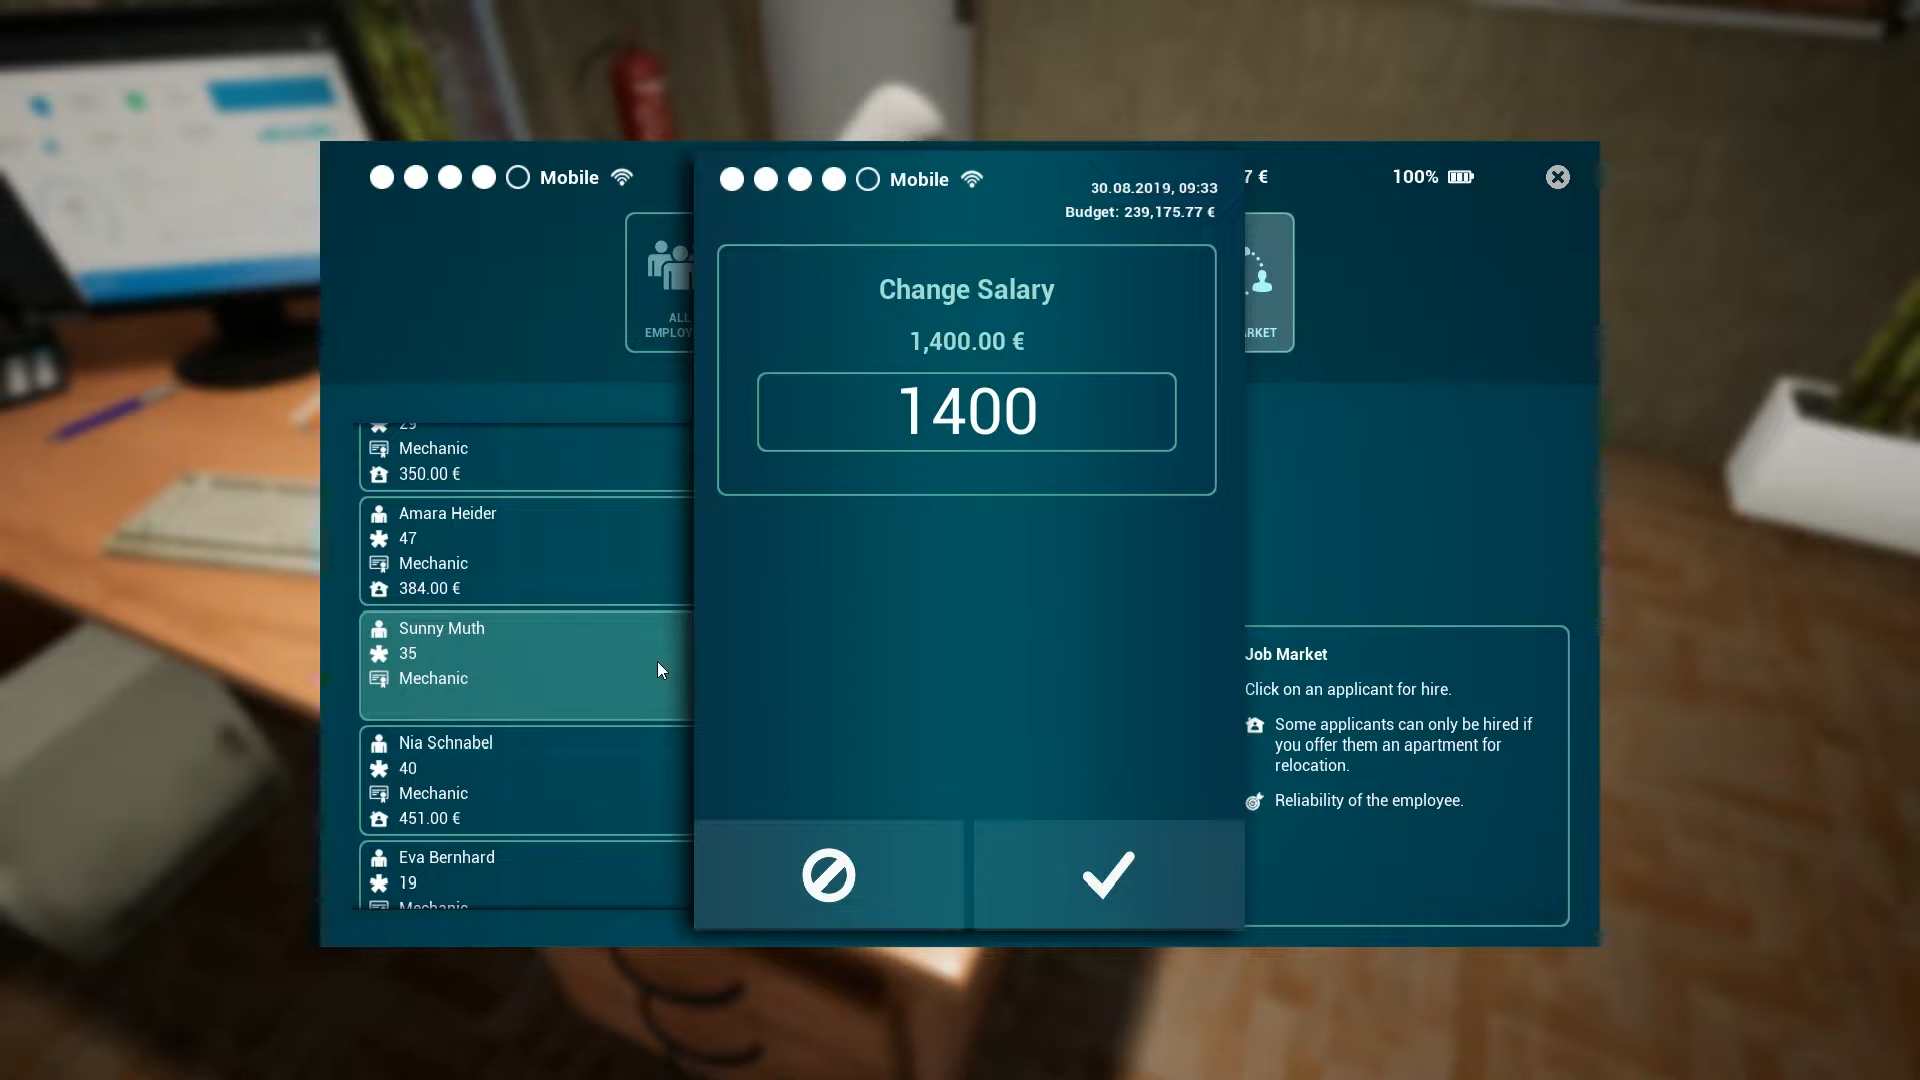 Mobile
7 €
100%
ALL
EMPLOY
RKET
29
Mechanic
350.00 €
Amara Heider
47
Mechanic
384.00 €
Sunny Muth
35
Mechanic
Nia Schnabel
40
Mechanic
451.00 €
Eva Bernhard
19
Mechanic
Mobile
30.08.2019, 09:33
Budget: 239,175.77 €
Change Salary
1,400.00 €
1400
Job Market
Click on an applicant for hire.
Some applicants can only be hired if
you offer them an apartment for
relocation.
Reliability of the employee.